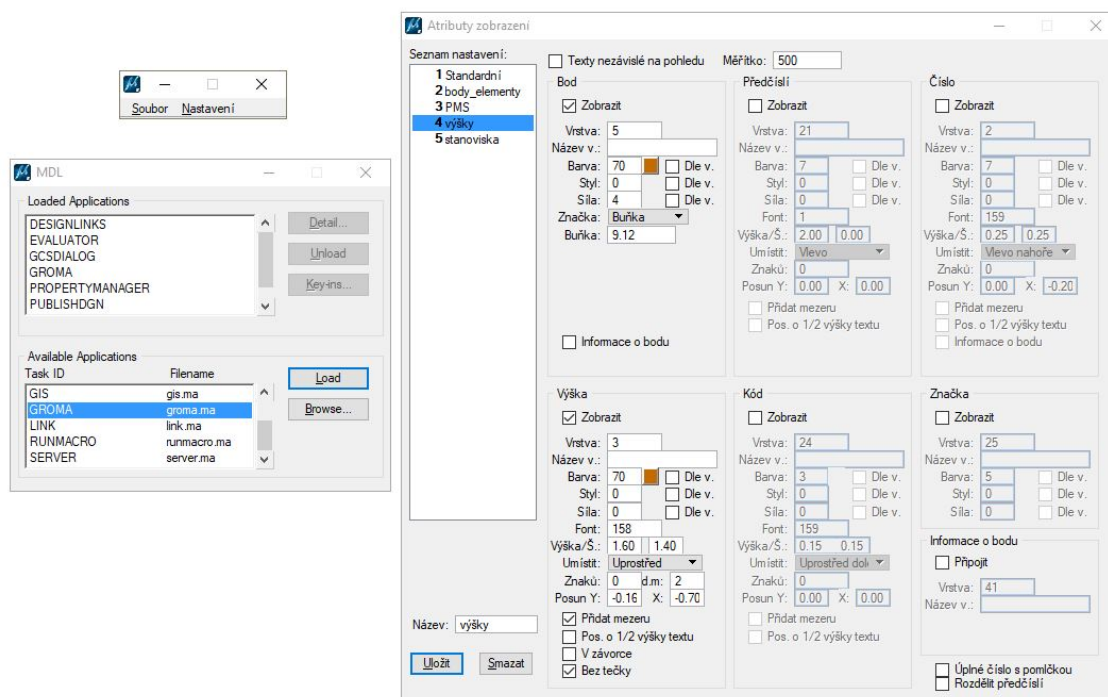 Soubor Nastavení
MDL
Loaded Applications
DESIGNLINKS
EVALUATOR
GCSDIALOG
GROMA
PROPERTYMANAGER
PUBLISHDGN
Detail...
Unload
Key-ins...
Available Applications
Task ID Filename
GIS gis.ma
GROMA groma.ma
LINK link.ma
RUNMACRO runmacro.ma
SERVER server.ma
Load
Browse...
Atributy zobrazení
Seznam nastavení:
1 Standardní
2 body_elementy
3 PMS
4 výšky
5 stanoviska
Název: výšky
Uložit Smazat
Texty nezávislé na pohledu Měřítko: 500
Bod
Zobrazit
Vrstva: 5
Název v.:
Barva: 70 Dle v.
Styl: 0 Dle v.
Síla: 4 Dle v.
Značka: Buňka
Buňka: 9.12
Informace o bodu
Předčíslí
Zobrazit
Vrstva: 21
Název v.:
Barva: 7 Dle v.
Styl: 0 Dle v.
Síla: 0 Dle v.
Font: 1
Výška/Š.: 2.00 0.00
Umístit: Vlevo
Znaků: 0
Posun Y: 0.00 X: 0.00
Přidat mezeru
Pos. o 1/2 výšky textu
Číslo
Zobrazit
Vrstva: 2
Název v.:
Barva: 7 Dle v.
Styl: 0 Dle v.
Síla: 0 Dle v.
Font: 159
Výška/Š.: 0.25 0.25
Umístit: Vlevo nahoře
Znaků: 0
Posun Y: 0.00 X: -0.20
Přidat mezeru
Pos. o 1/2 výšky textu
Informace o bodu
Výška
Zobrazit
Vrstva: 3
Název v.:
Barva: 70 Dle v.
Styl: 0 Dle v.
Síla: 0 Dle v.
Font: 158
Výška/Š.: 1.60 1.40
Umístit: Uprostřed
Znaků: 0 d.m: 2
Posun Y: -0.16 X: -0.70
Přidat mezeru
Pos. o 1/2 výšky textu
V závorce
Bez tečky
Kód
Zobrazit
Vrstva: 24
Název v.:
Barva: 3 Dle v.
Styl: 0 Dle v.
Síla: 0 Dle v.
Font: 159
Výška/Š.: 0.15 0.15
Umístit: Uprostřed dol
Znaků: 0
Posun Y: 0.00 X: 0.00
Přidat mezeru
Pos. o 1/2 výšky textu
Značka
Zobrazit
Vrstva: 25
Název v.:
Barva: 5 Dle v.
Styl: 0 Dle v.
Síla: 0 Dle v.
Informace o bodu
Připojit
Vrstva: 41
Název v.:
Úplné číslo s pomlčkou
Rozdělit předčíslí